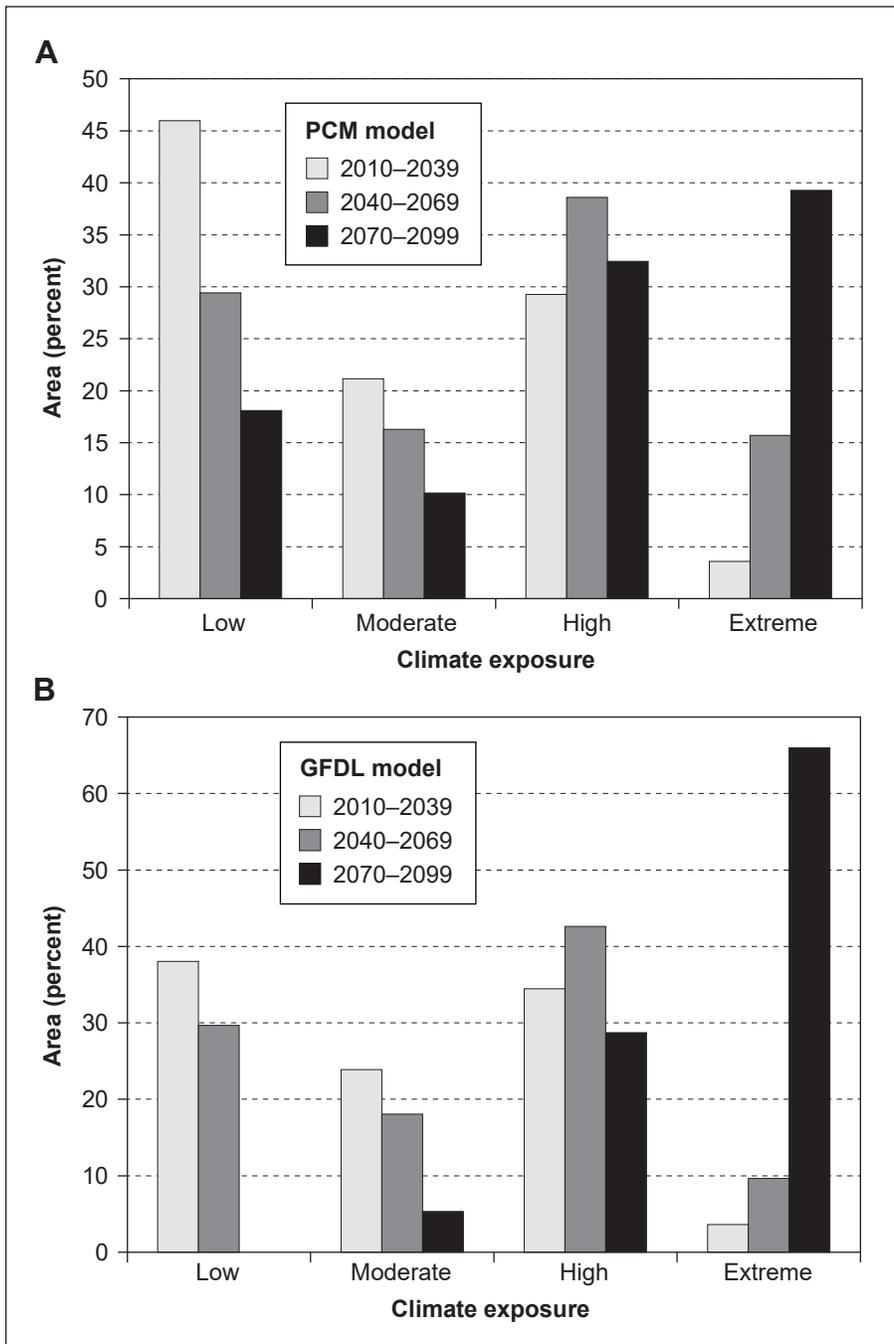 A
50
45
40
35
30
25
20
15
10
5
0
Area (percent)
PCM model
2010–2039
2040–2069
2070–2099
Low Moderate High Extreme
Climate exposure
B
70
60
50
40
30
20
10
0
Area (percent)
GFDL model
2010–2039
2040–2069
2070–2099
Low Moderate High Extreme
Climate exposure